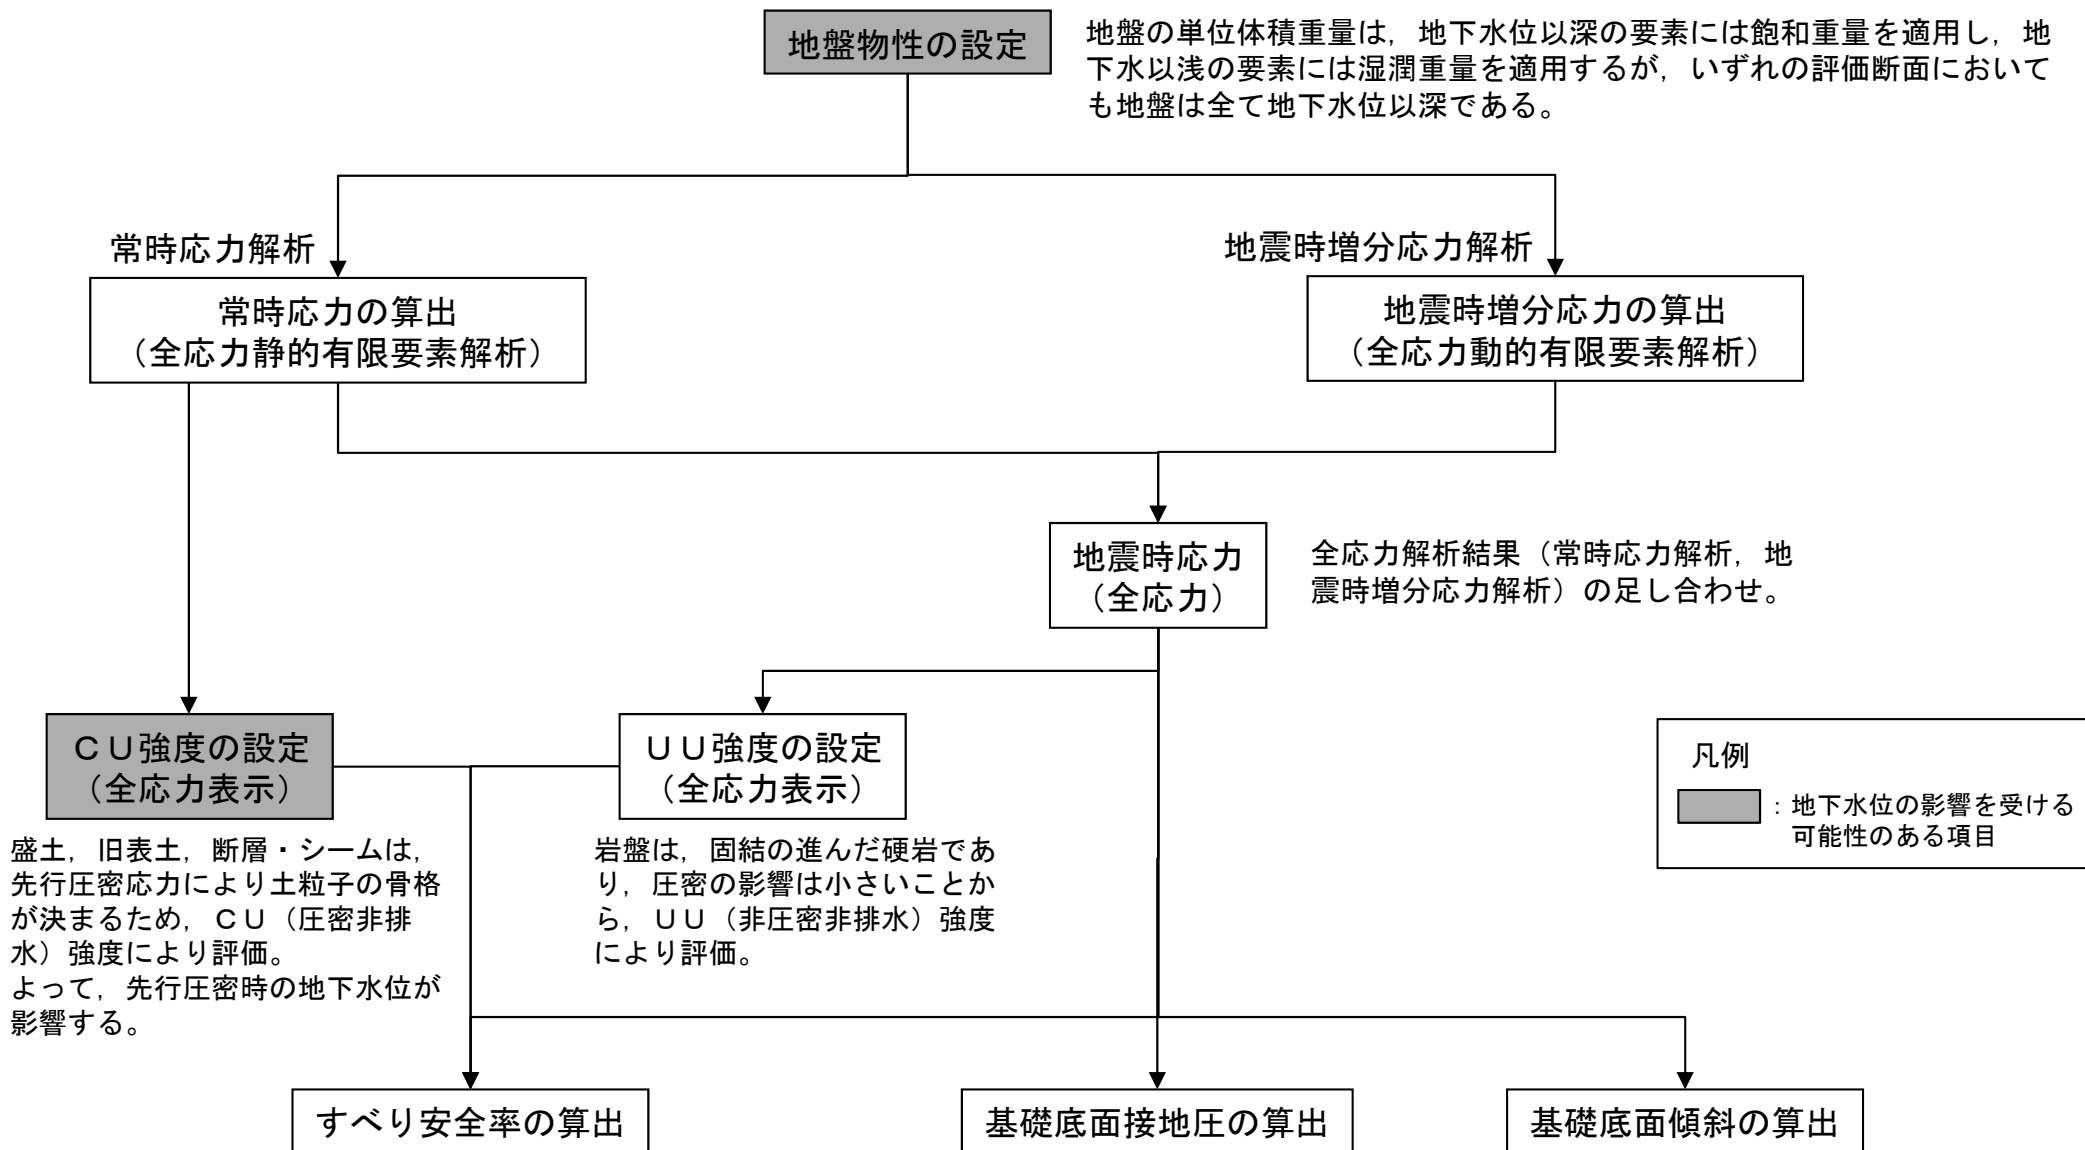 地盤物性の設定
地盤の単位体積重量は，地下水位以深の要素には飽和重量を適用し，地
下水以浅の要素には湿潤重量を適用するが，いずれの評価断面において
も地盤は全て地下水位以深である。
常時応力解析
地震時増分応力解析
常時応力の算出
（全応力静的有限要素解析）
地震時増分応力の算出
（全応力動的有限要素解析）
地震時応力
（全応力）
全応力解析結果（常時応力解析，地
震時増分応力解析）の足し合わせ。
ＣＵ強度の設定
（全応力表示）
ＵＵ強度の設定
（全応力表示）
盛土，旧表土，断層・シームは，
先行圧密応力により土粒子の骨格
が決まるため，ＣＵ（圧密非排
水）強度により評価。
よって，先行圧密時の地下水位が
影響する。
岩盤は，固結の進んだ硬岩であ
り，圧密の影響は小さいことか
ら，ＵＵ（非圧密非排水）強度
により評価。
凡例
：地下水位の影響を受ける
可能性のある項目
すべり安全率の算出
基礎底面接地圧の算出
基礎底面傾斜の算出